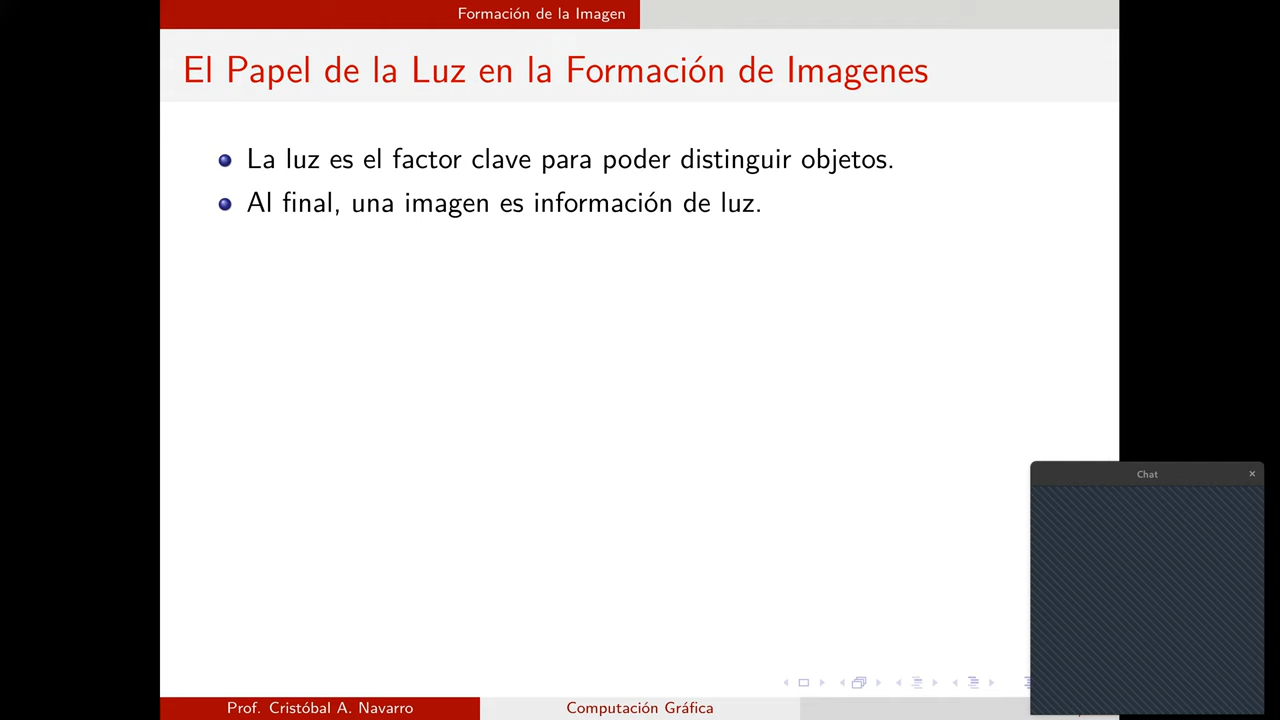 Formación de la Imagen
El Papel de la Luz en la Formación de Imagenes
La luz es el factor clave para poder distinguir objetos.
Al final, una imagen es información de luz.
Chat
Prof. Cristóbal A. Navarro
Computación Gráfica